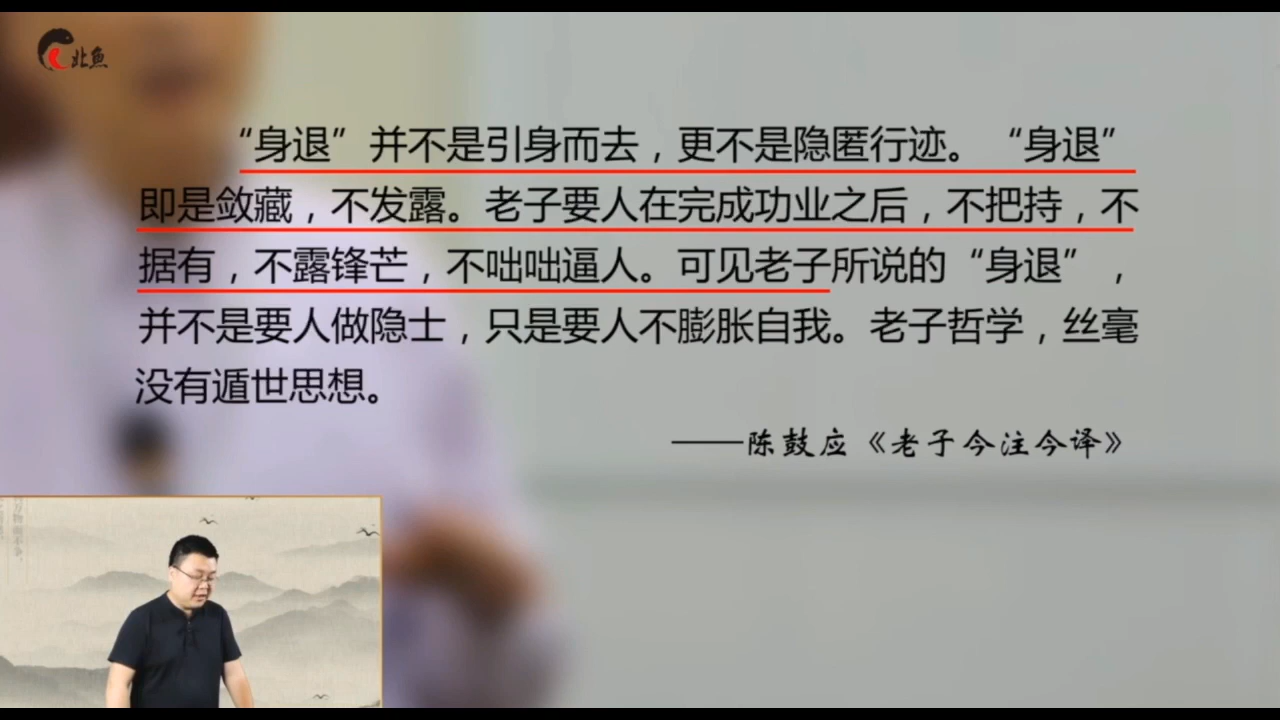 北鱼
“身退”并不是引身而去，更不是隐匿行迹。“身退”
即是敛藏，不发露。老子要人在完成功业之后，不把持，不
据有，不露锋芒，不咄咄逼人。可见老子所说的“身退”，
并不是要人做隐士，只是要人不膨胀自我。老子哲学，丝毫
没有遁世思想。
——陈鼓应《老子今注今译》